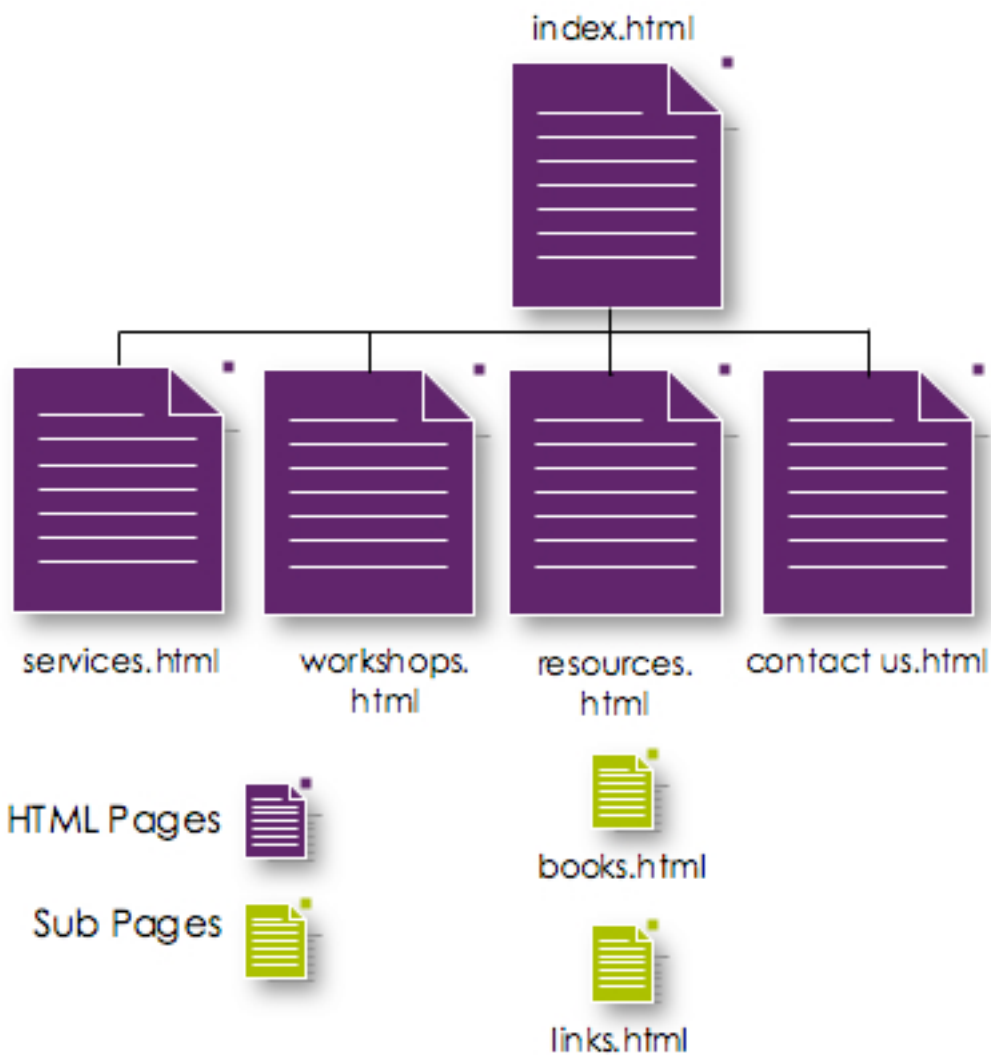 index.html
services.html
workshops.
html
resources.
html
contact us.html
HTML Pages
Sub Pages
books.html
links.html